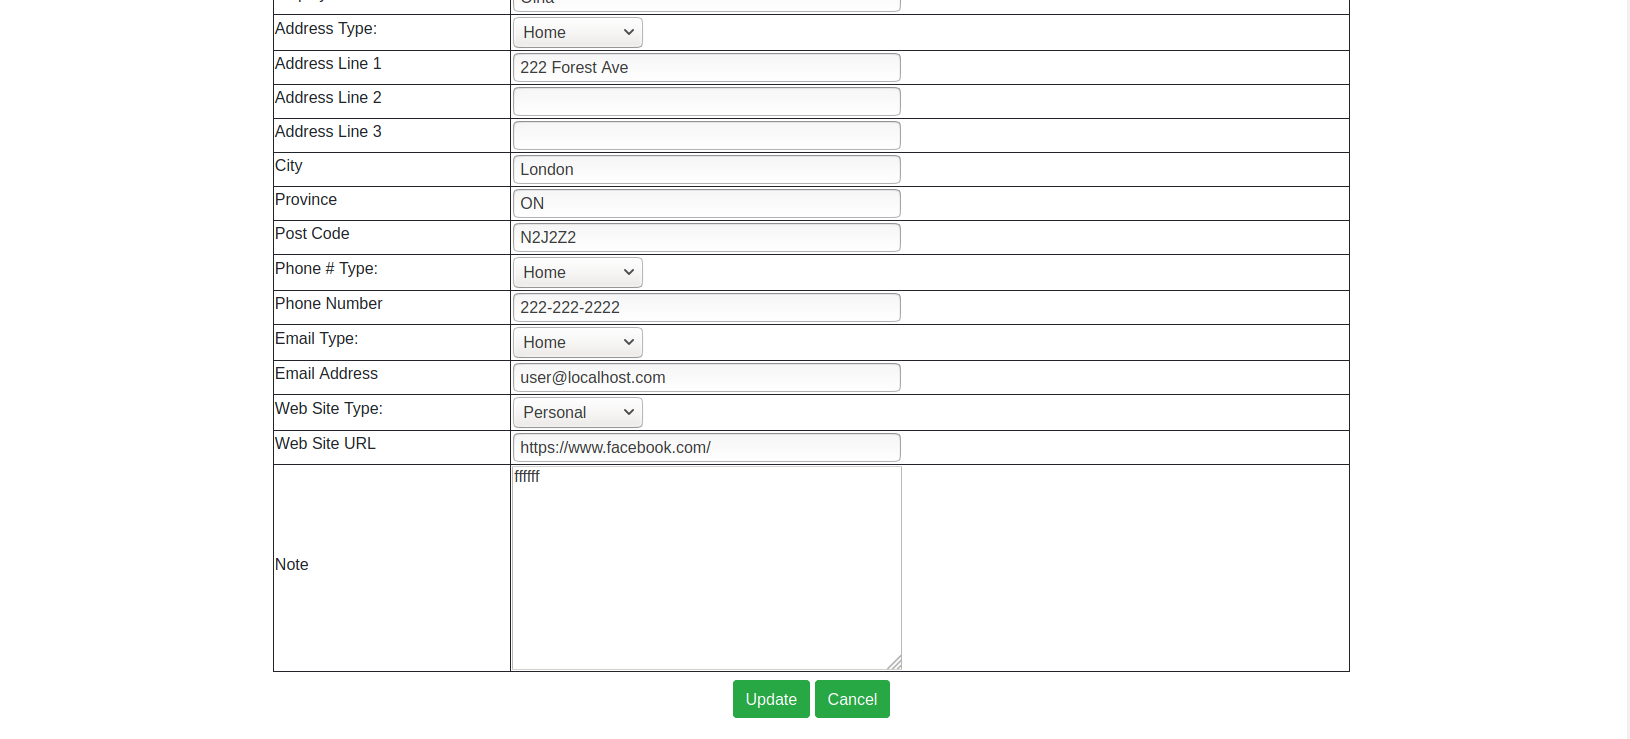 Address Type: Home
Address Line 1 222 Forest Ave
Address Line 2
Address Line 3
City London
Province ON
Post Code N2J2Z2
Phone # Type: Home
Phone Number 222-222-2222
Email Type: Home
Email Address user@localhost.com
Web Site Type: Personal
Web Site URL https://www.facebook.com/
Note ffffff
Update Cancel